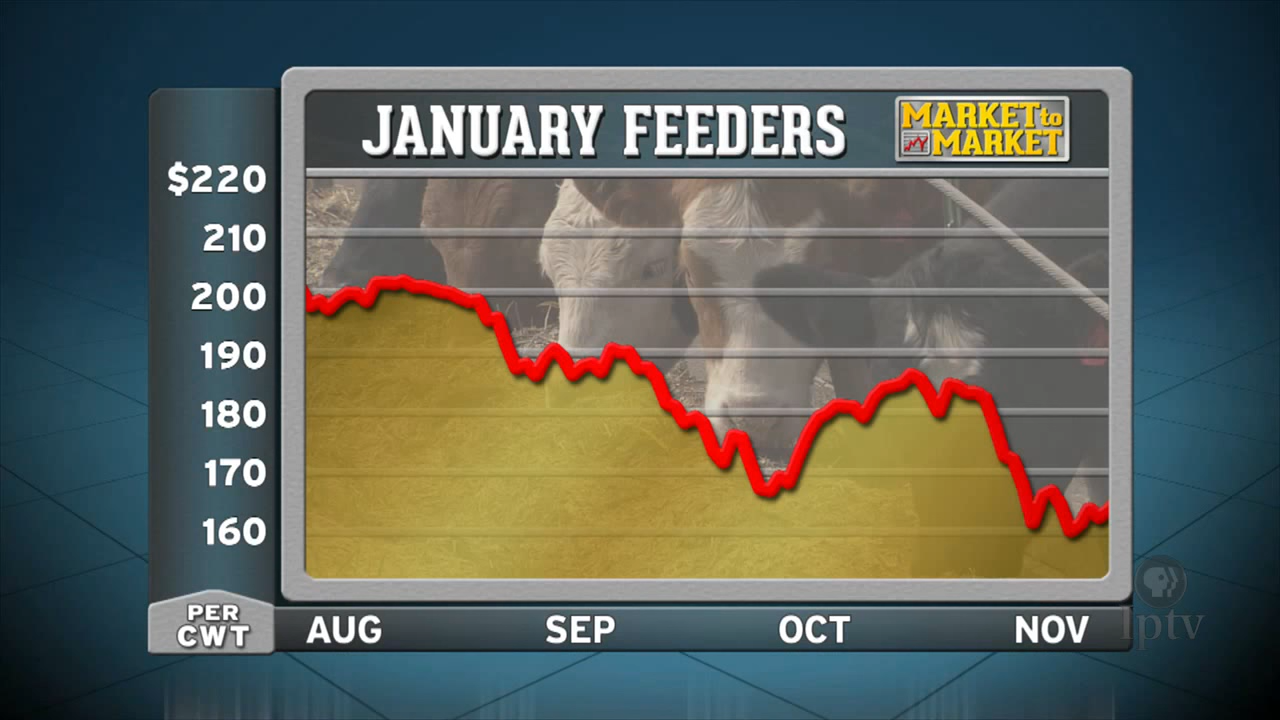 JANUARY FEEDERS
MARKET to
MARKET
$220
210
200
190
180
170
160
PER
CWT
AUG
SEP
OCT
NOV
Iptv